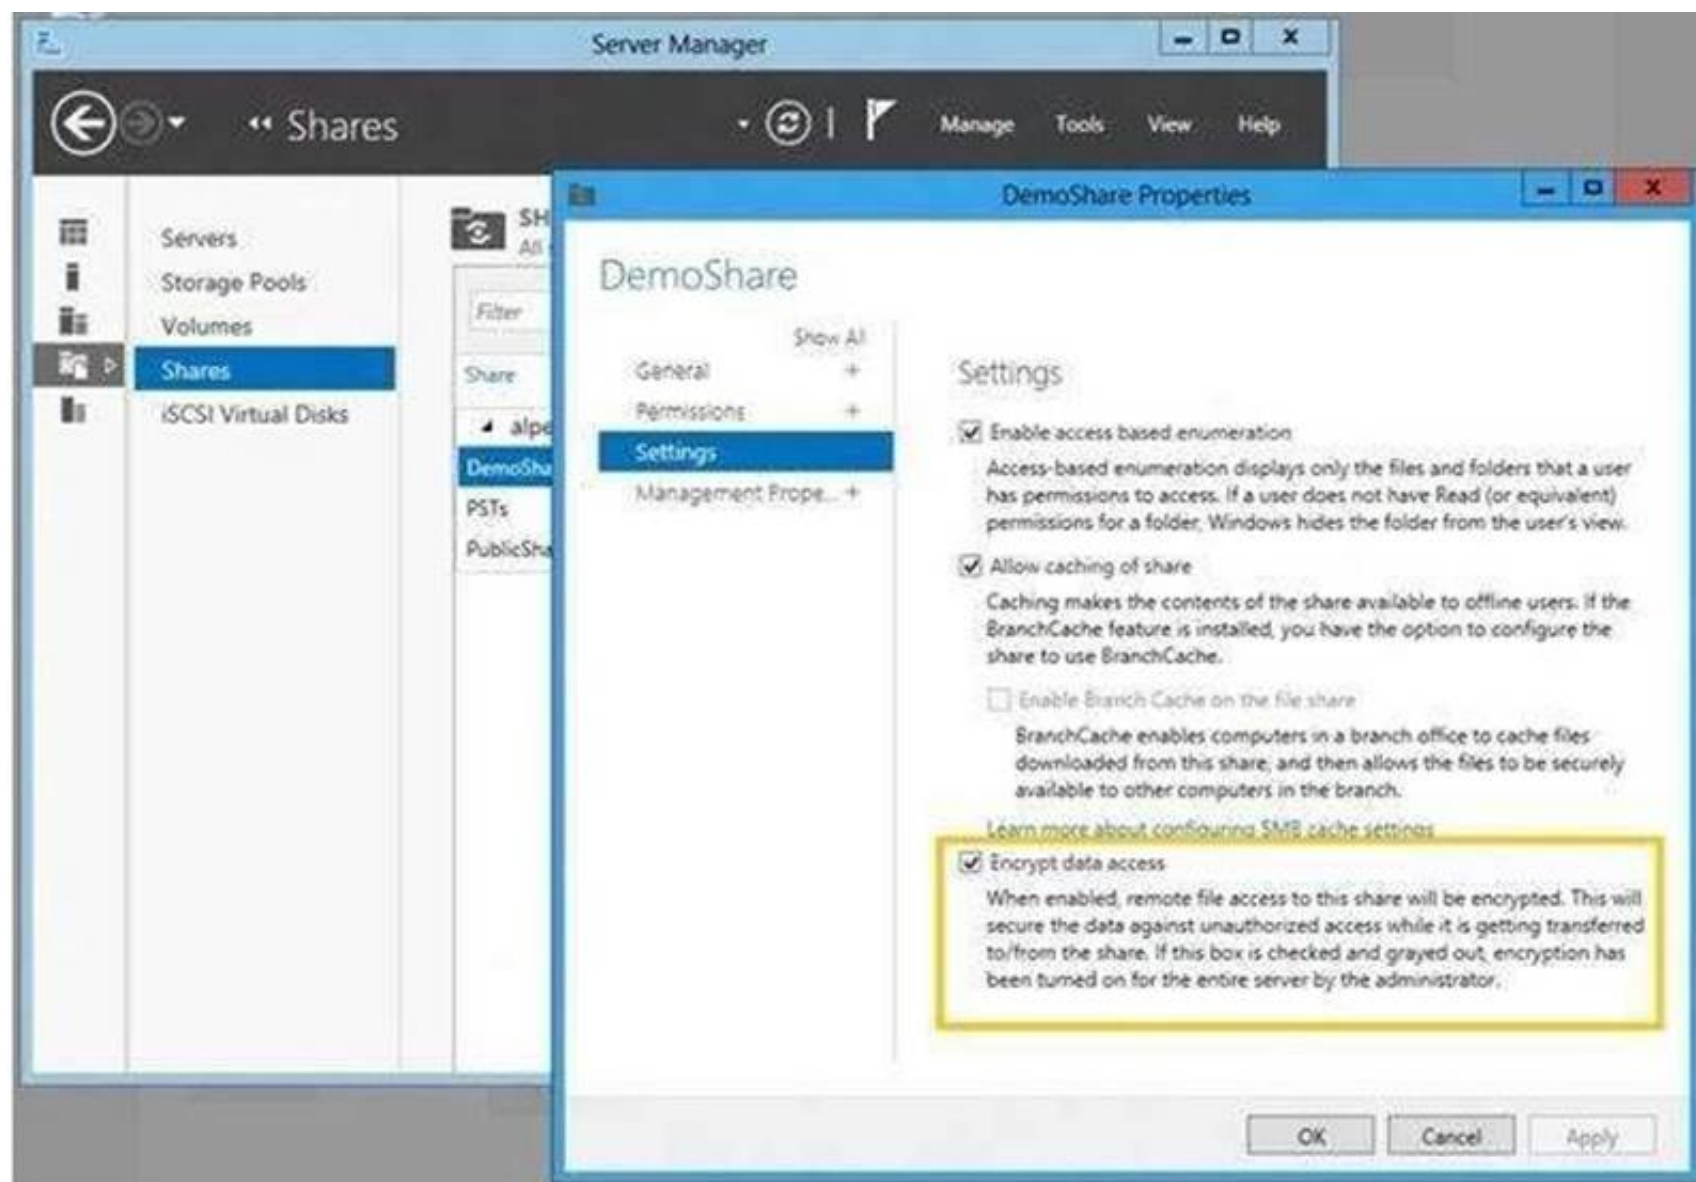 Server Manager
Shares
Manage Tools View Help
Servers
Storage Pools
Volumes
Shares
iSCSI Virtual Disks
SH
All
Filter
Share
alpe
DemoSha
PSTs
PublicSha
DemoShare Properties
DemoShare
Show All
General +
Permissions +
Settings
Management Prope... +
Settings
Enable access based enumeration
Access-based enumeration displays only the files and folders that a user
has permissions to access. If a user does not have Read (or equivalent)
permissions for a folder, Windows hides the folder from the user's view.
Allow caching of share
Caching makes the contents of the share available to offline users. If the
BranchCache feature is installed, you have the option to configure the
share to use BranchCache.
Enable Branch Cache on the file share
BranchCache enables computers in a branch office to cache files
downloaded from this share, and then allows the files to be securely
available to other computers in the branch.
Learn more about configuring SMB cache settings
Encrypt data access
When enabled, remote file access to this share will be encrypted. This will
secure the data against unauthorized access while it is getting transferred
to/from the share. If this box is checked and grayed out, encryption has
been turned on for the entire server by the administrator.
OK Cancel Apply